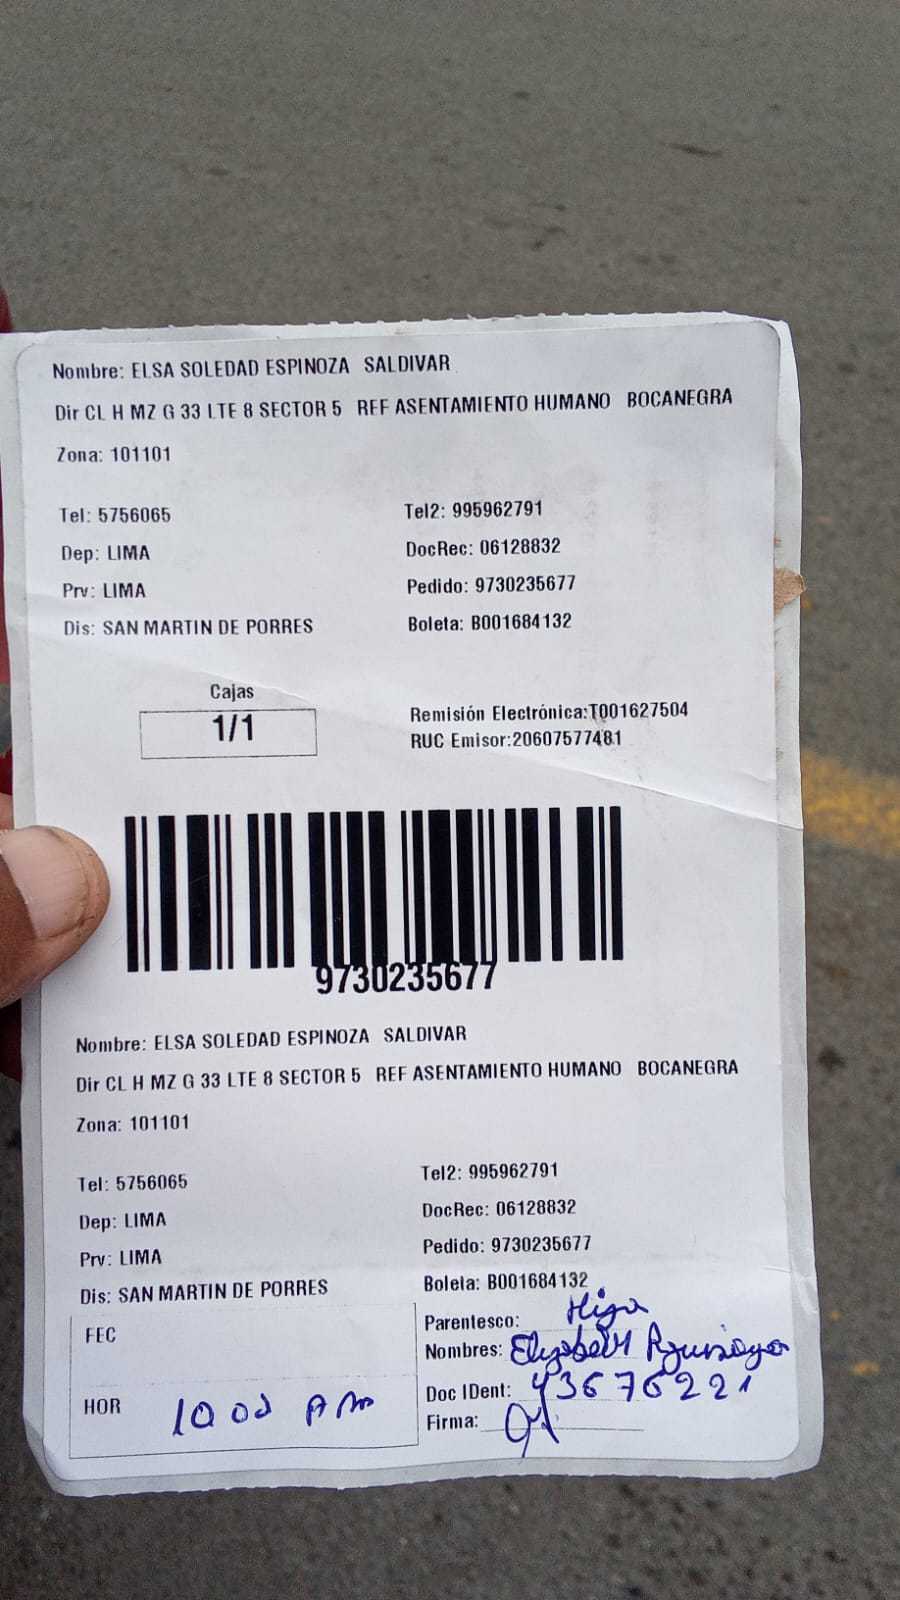 Nombre: ELSA SOLEDAD ESPINOZA SALDIVAR
Dir CL H MZ G 33 LTE 8 SECTOR 5 REF ASENTAMIENTO HUMANO BOCANEGRA
Zona: 101101
Tel: 5756065 Tel2: 995962791
Dep: LIMA DocRec: 06128832
Prv: LIMA Pedido: 9730235677
Dis: SAN MARTIN DE PORRES Boleta: B001684132
Cajas
1/1
Remisión Electrónica:T001627504
RUC Emisor:20607577481
9730235677
Nombre: ELSA SOLEDAD ESPINOZA SALDIVAR
Dir CL H MZ G 33 LTE 8 SECTOR 5 REF ASENTAMIENTO HUMANO BOCANEGRA
Zona: 101101
Tel: 5756065 Tel2: 995962791
Dep: LIMA DocRec: 06128832
Prv: LIMA Pedido: 9730235677
Dis: SAN MARTIN DE PORRES Boleta: B001684132
FEC
Parentesco: Hija
Nombres: Elizabeth
HOR 10 00 AM
Doc IDent: 43676221
Firma: